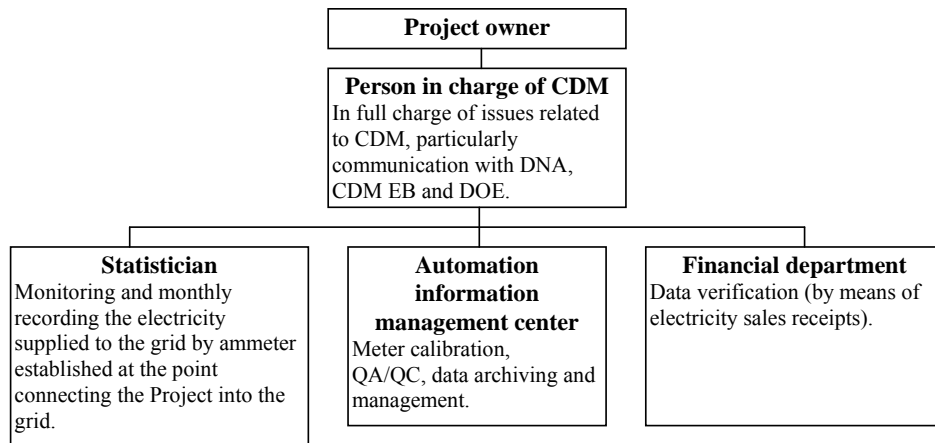 Project owner
Person in charge of CDM
In full charge of issues related
to CDM, particularly
communication with DNA,
CDM EB and DOE.
Statistician
Monitoring and monthly
recording the electricity
supplied to the grid by ammeter
established at the point
connecting the Project into the
grid.
Automation
information
management center
Meter calibration,
QA/QC, data archiving and
management.
Financial department
Data verification (by means of
electricity sales receipts).